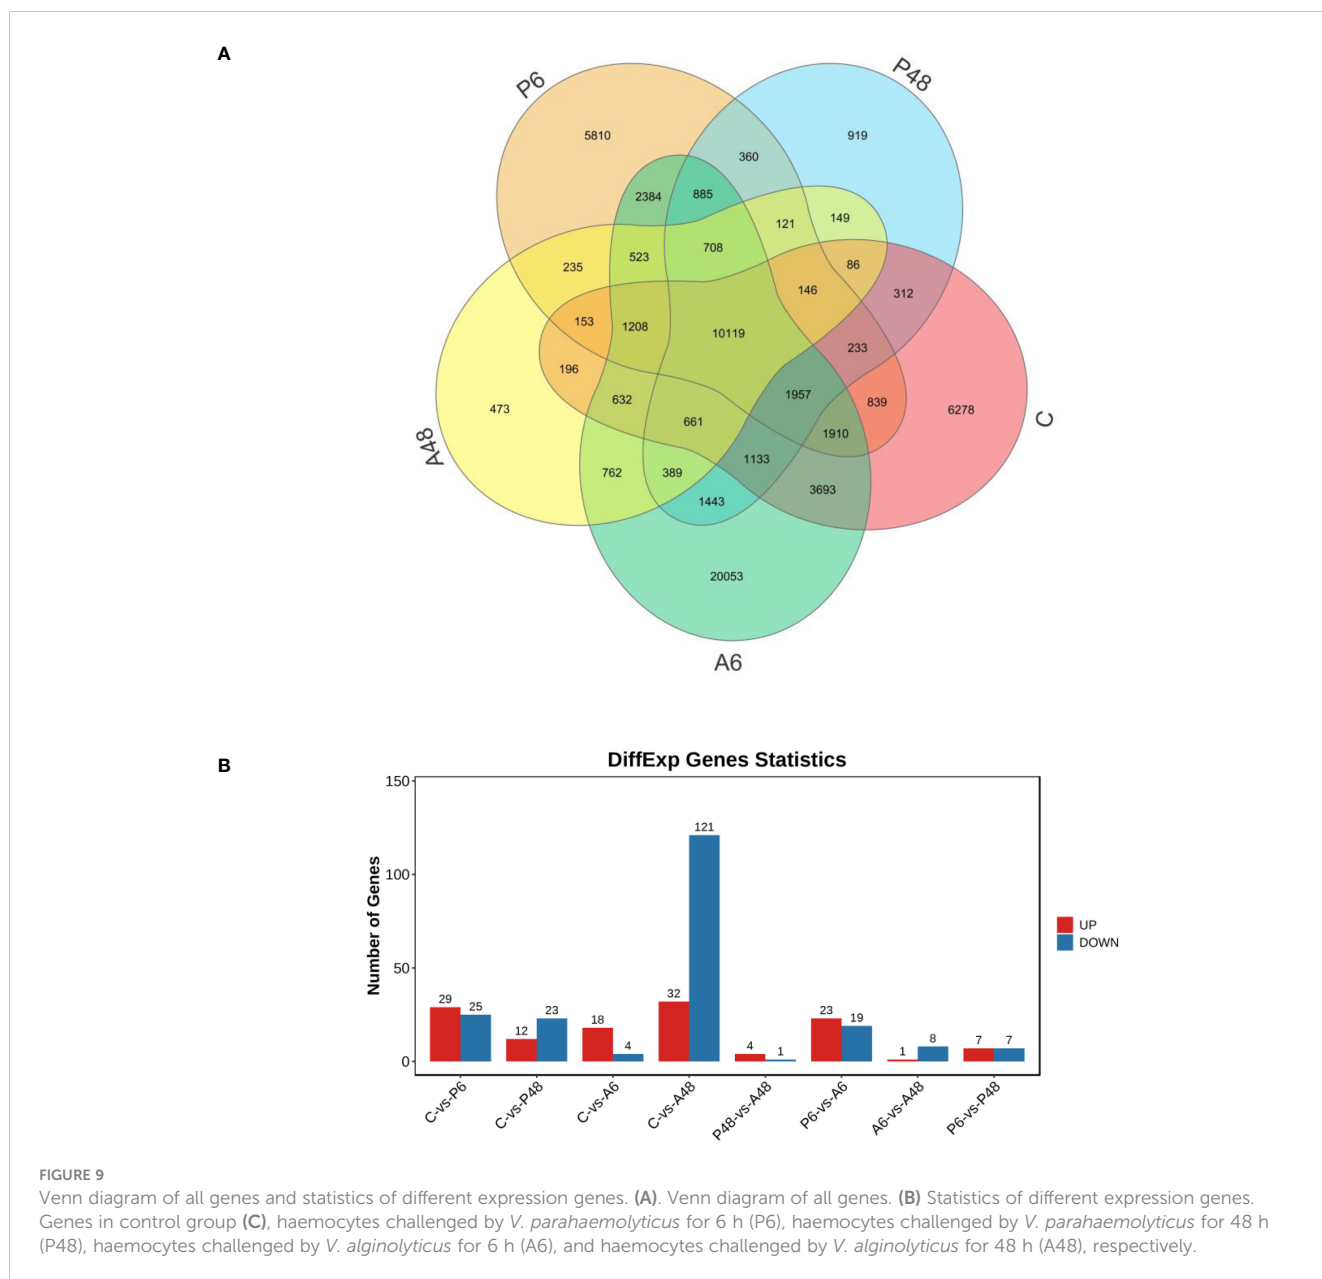 A
P6
P48
5810
919
360
2384
885
149
121
708
523
86
235
146
312
153
1208
10119
233
196
1957
839
632
473
6278
661
1910
C
A48
1133
762
389
3693
1443
20053
A6
B
DiffExp Genes Statistics
Number of Genes
150
100
50
0
29
25
12
23
18
4
32
121
4
1
23
19
1
8
7
7
UP
DOWN
C-vs-P6
C-vs-P48
C-vs-A6
C-vs-A48
P48-vs-A48
P6-vs-A6
A6-vs-A48
P6-vs-P48
FIGURE 9
Venn diagram of all genes and statistics of different expression genes. (A). Venn diagram of all genes. (B) Statistics of different expression genes.
Genes in control group (C), haemocytes challenged by V. parahaemolyticus for 6 h (P6), haemocytes challenged by V. parahaemolyticus for 48 h
(P48), haemocytes challenged by V. alginolyticus for 6 h (A6), and haemocytes challenged by V. alginolyticus for 48 h (A48), respectively.